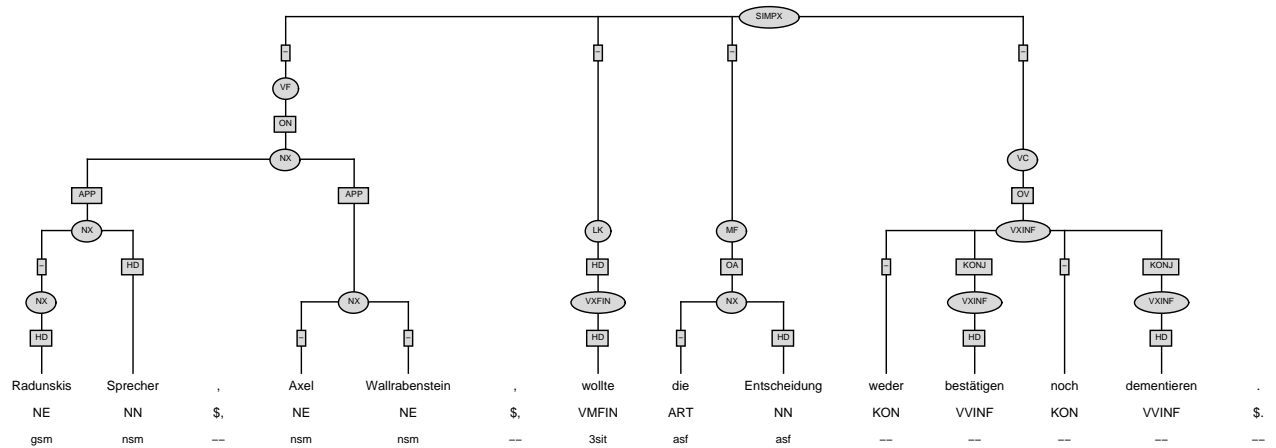 SIMPX
– – – –
VF
ON
NX VC
APP APP OV
NX LK MF VXINF
– HD HD OA – KONJ – KONJ
NX NX VXFIN NX VXINF VXINF
HD – – HD – HD HD HD
Radunskis Sprecher , Axel Wallrabenstein , wollte die Entscheidung weder bestätigen noch dementieren .
NE NN $, NE NE $, VMFIN ART NN KON VVINF KON VVINF $.
gsm nsm –– nsm nsm –– 3sit asf asf –– –– –– –– ––